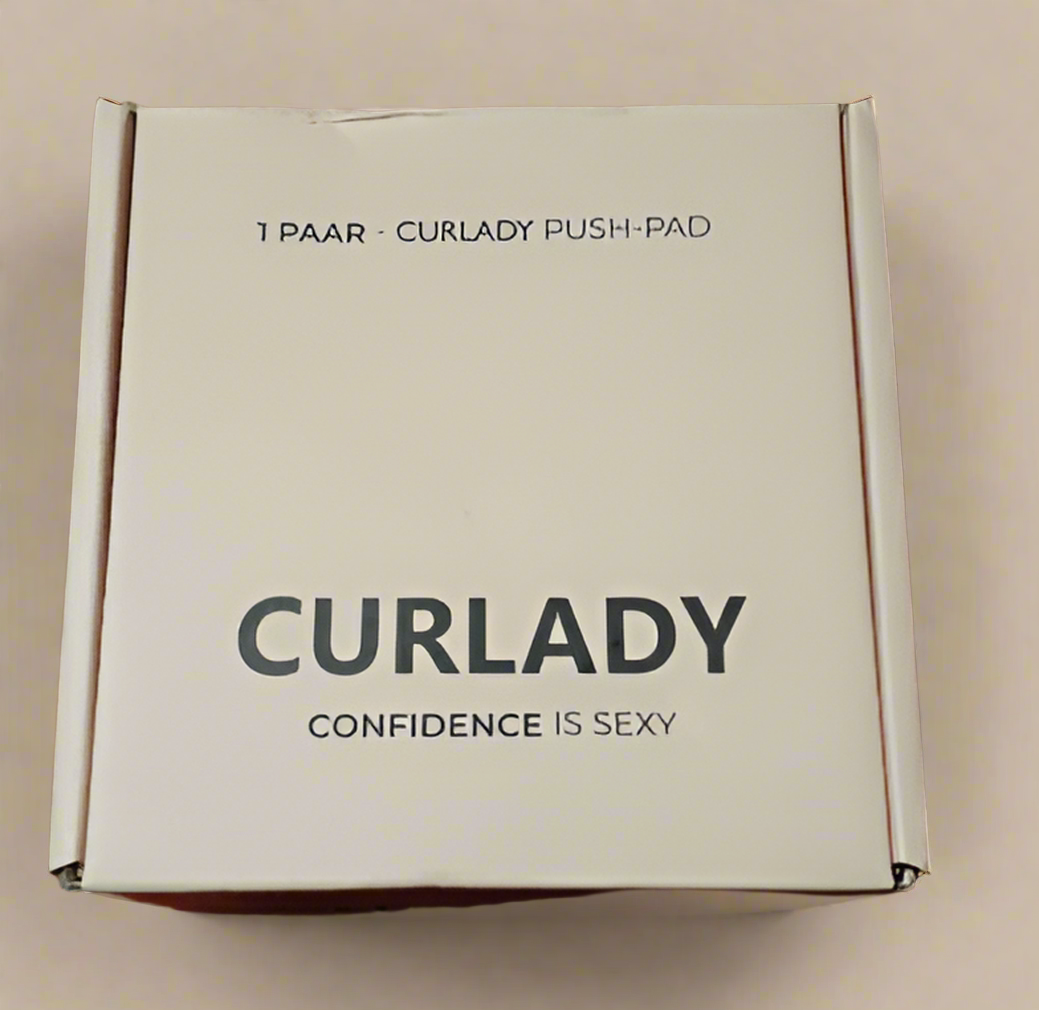 1 PAAR - CURLADY PUSH-PAD
CURLADY
CONFIDENCE IS SEXY